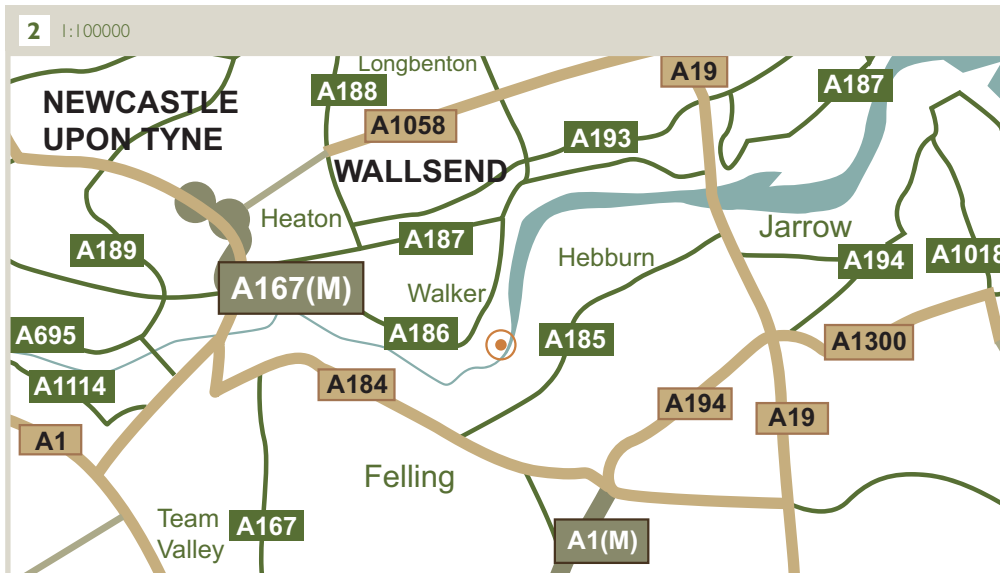 2 1:100000
Longbenton
A19
A188
A187
NEWCASTLE
UPON TYNE
A1058
A193
WALLSEND
Heaton
Jarrow
A189
A187
Hebburn
A194
A1018
A167(M)
Walker
A695
A186
A185
A1300
A1114
A184
A194
A19
A1
Felling
Team
Valley
A167
A1(M)